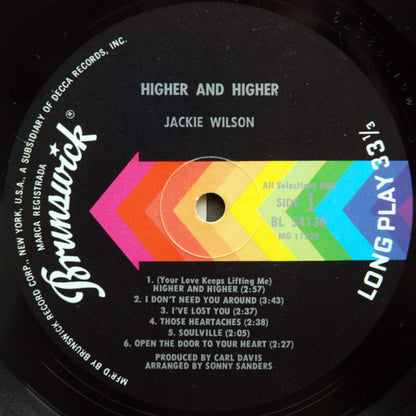 HIGHER AND HIGHER
JACKIE WILSON
Brunswick®
MARCA REGISTRADA
MFR'D BY BRUNSWICK RECORD CORP., NEW YORK, U.S.A., A SUBSIDIARY OF DECCA RECORDS, INC.
All Selections BMI
SIDE 1
BL 54130
MG 11220
LONG PLAY 33 1/3
1. (Your Love Keeps Lifting Me)
HIGHER AND HIGHER (2:57)
2. I DON'T NEED YOU AROUND (3:43)
3. I'VE LOST YOU (2:37)
4. THOSE HEARTACHES (2:38)
5. SOULVILLE (2:05)
6. OPEN THE DOOR TO YOUR HEART (2:27)
PRODUCED BY CARL DAVIS
ARRANGED BY SONNY SANDERS